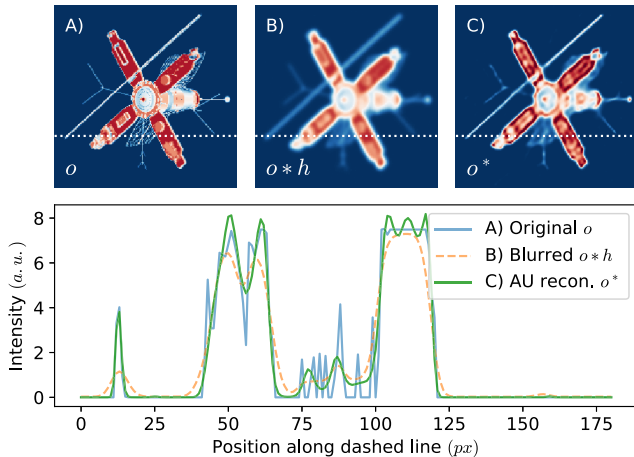 A)
B)
C)
o
o∗h
o*
A) Original o
B) Blurred o∗h
C) AU recon. o*
Intensity (a. u.)
8
6
4
2
0
0 25 50 75 100 125 150 175
Position along dashed line (px)